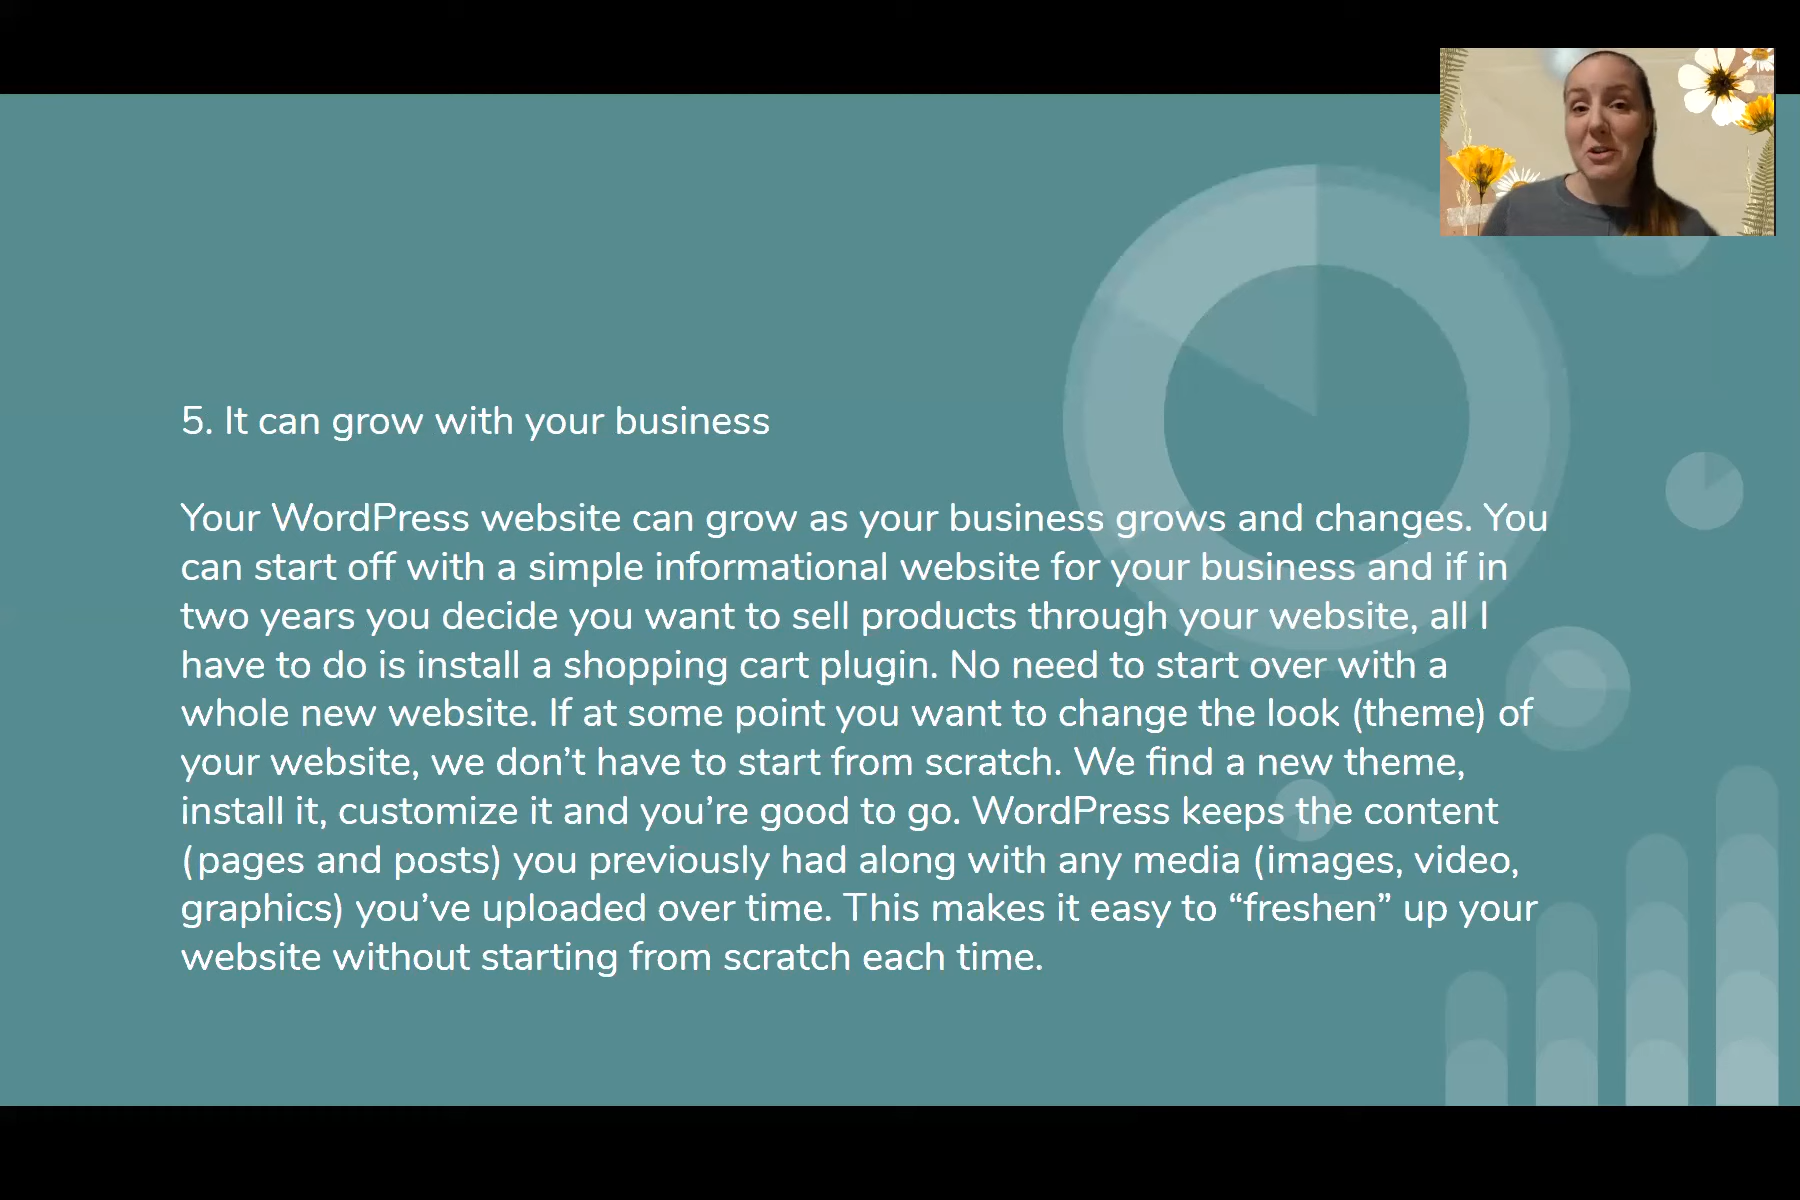 5. It can grow with your business
Your WordPress website can grow as your business grows and changes. You
can start off with a simple informational website for your business and if in
two years you decide you want to sell products through your website, all I
have to do is install a shopping cart plugin. No need to start over with a
whole new website. If at some point you want to change the look (theme) of
your website, we don’t have to start from scratch. We find a new theme,
install it, customize it and you’re good to go. WordPress keeps the content
(pages and posts) you previously had along with any media (images, video,
graphics) you’ve uploaded over time. This makes it easy to “freshen” up your
website without starting from scratch each time.